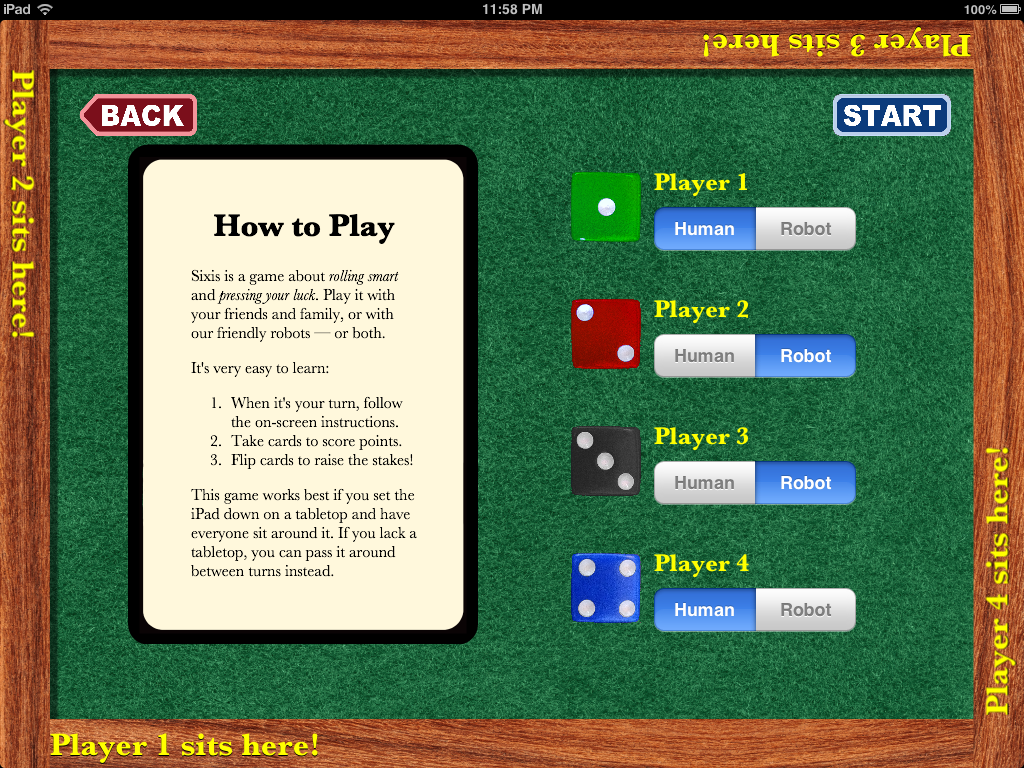 iPad
11:58 PM
100%
Player 3 sits here!
Player 2 sits here!
BACK
START
How to Play
Sixis is a game about rolling smart
and pressing your luck. Play it with
your friends and family, or with
our friendly robots — or both.
It's very easy to learn:
1. When it's your turn, follow
the on-screen instructions.
2. Take cards to score points.
3. Flip cards to raise the stakes!
This game works best if you set the
iPad down on a tabletop and have
everyone sit around it. If you lack a
tabletop, you can pass it around
between turns instead.
Player 1
Human
Robot
Player 2
Human
Robot
Player 3
Human
Robot
Player 4
Human
Robot
Player 4 sits here!
Player 1 sits here!